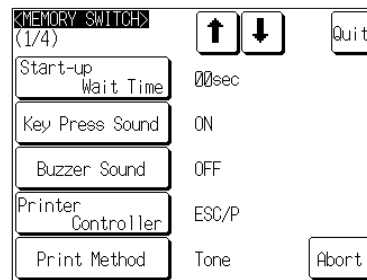 <MEMORY SWITCH>
(1/4)
Quit
Start-up
Wait Time
00sec
Key Press Sound
ON
Buzzer Sound
OFF
Printer
Controller
ESC/P
Print Method
Tone
Abort